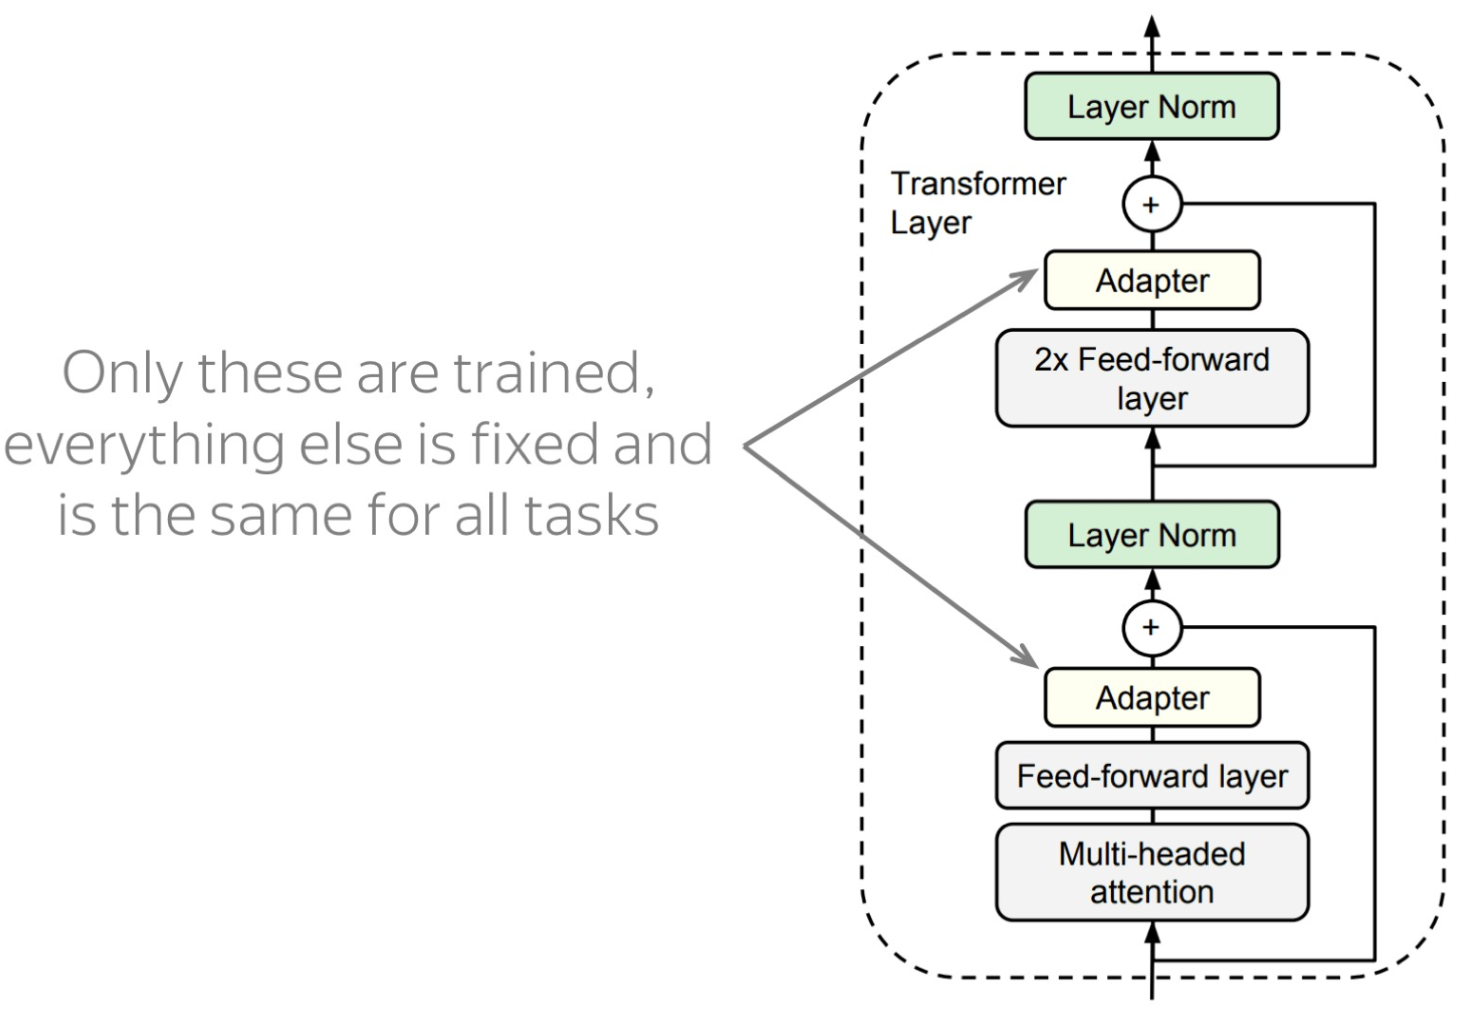 Only these are trained,
everything else is fixed and
is the same for all tasks
Layer Norm
Transformer
Layer
+
Adapter
2x Feed-forward
layer
Layer Norm
+
Adapter
Feed-forward layer
Multi-headed
attention